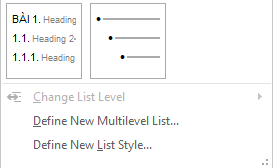 BÀI 1. Heading
1.1. Heading 2
1.1.1. Heading
Change List Level
Define New Multilevel List...
Define New List Style...